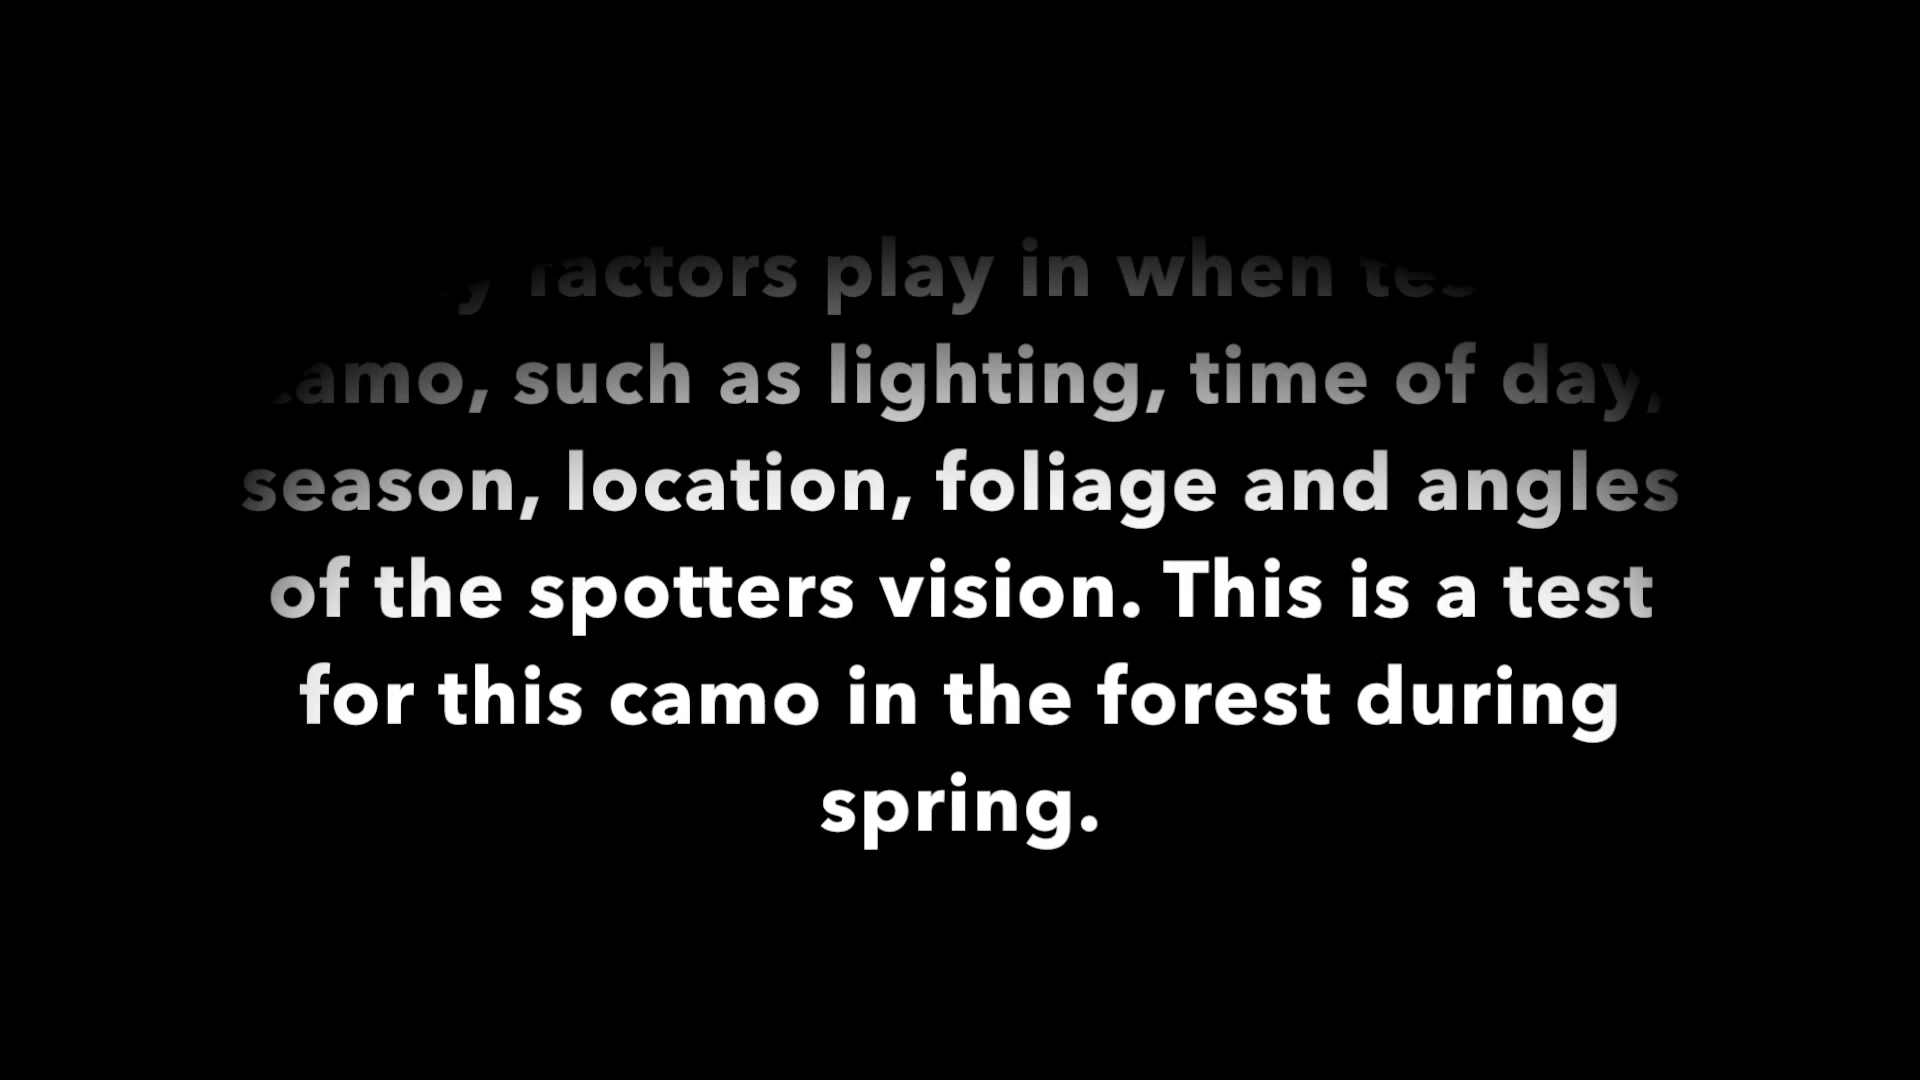 factors play in when
camo, such as lighting, time of day,
season, location, foliage and angles
of the spotters vision. This is a test
for this camo in the forest during
spring.